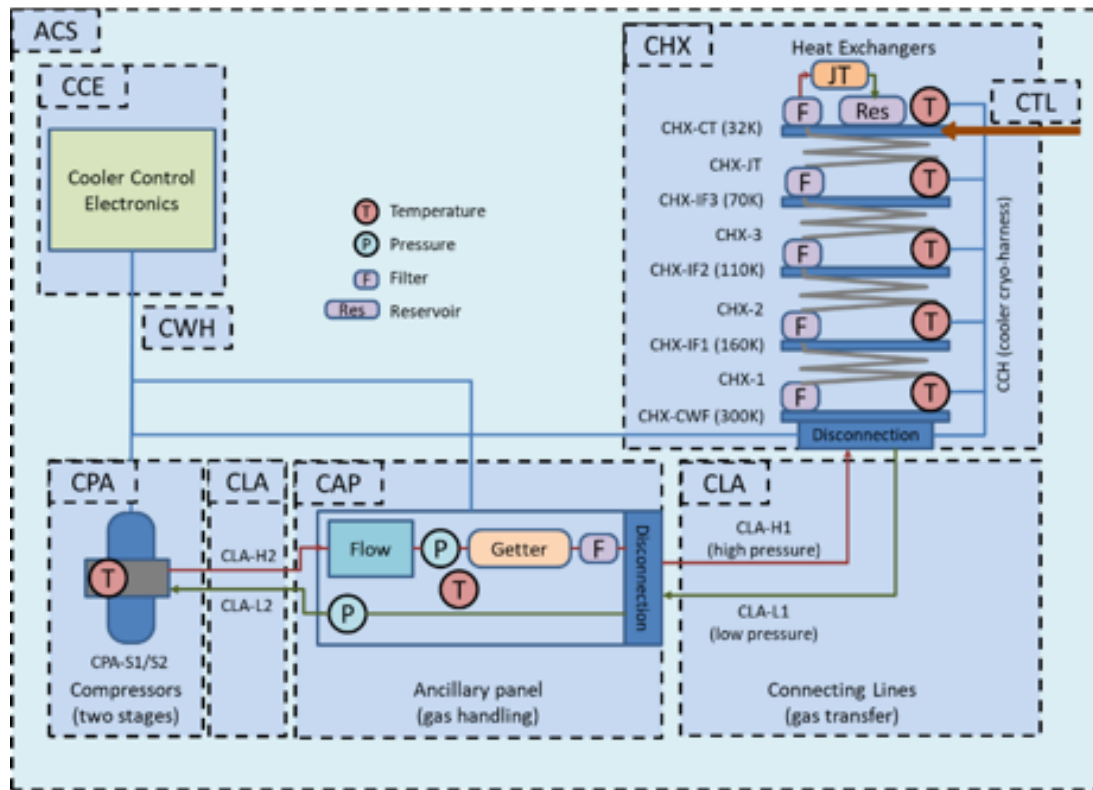 ACS
CCE
Cooler Control
Electronics
CWH
T Temperature
P Pressure
F Filter
Res Reservoir
CHX
Heat Exchangers
JT
F
Res
T
CTL
CHX-CT (32K)
CHX-JT
F
T
CHX-IF3 (70K)
CHX-3
F
T
CHX-IF2 (110K)
CHX-2
F
T
CHX-IF1 (160K)
CHX-1
F
T
CHX-CWF (300K)
Disconnection
CCH (cooler cryo-harness)
CPA
T
CPA-S1/S2
Compressors
(two stages)
CLA
CLA-H2
CLA-L2
CAP
Flow
P
Getter
F
T
P
Disconnection
Ancillary panel
(gas handling)
CLA
CLA-H1
(high pressure)
CLA-L1
(low pressure)
Connecting Lines
(gas transfer)